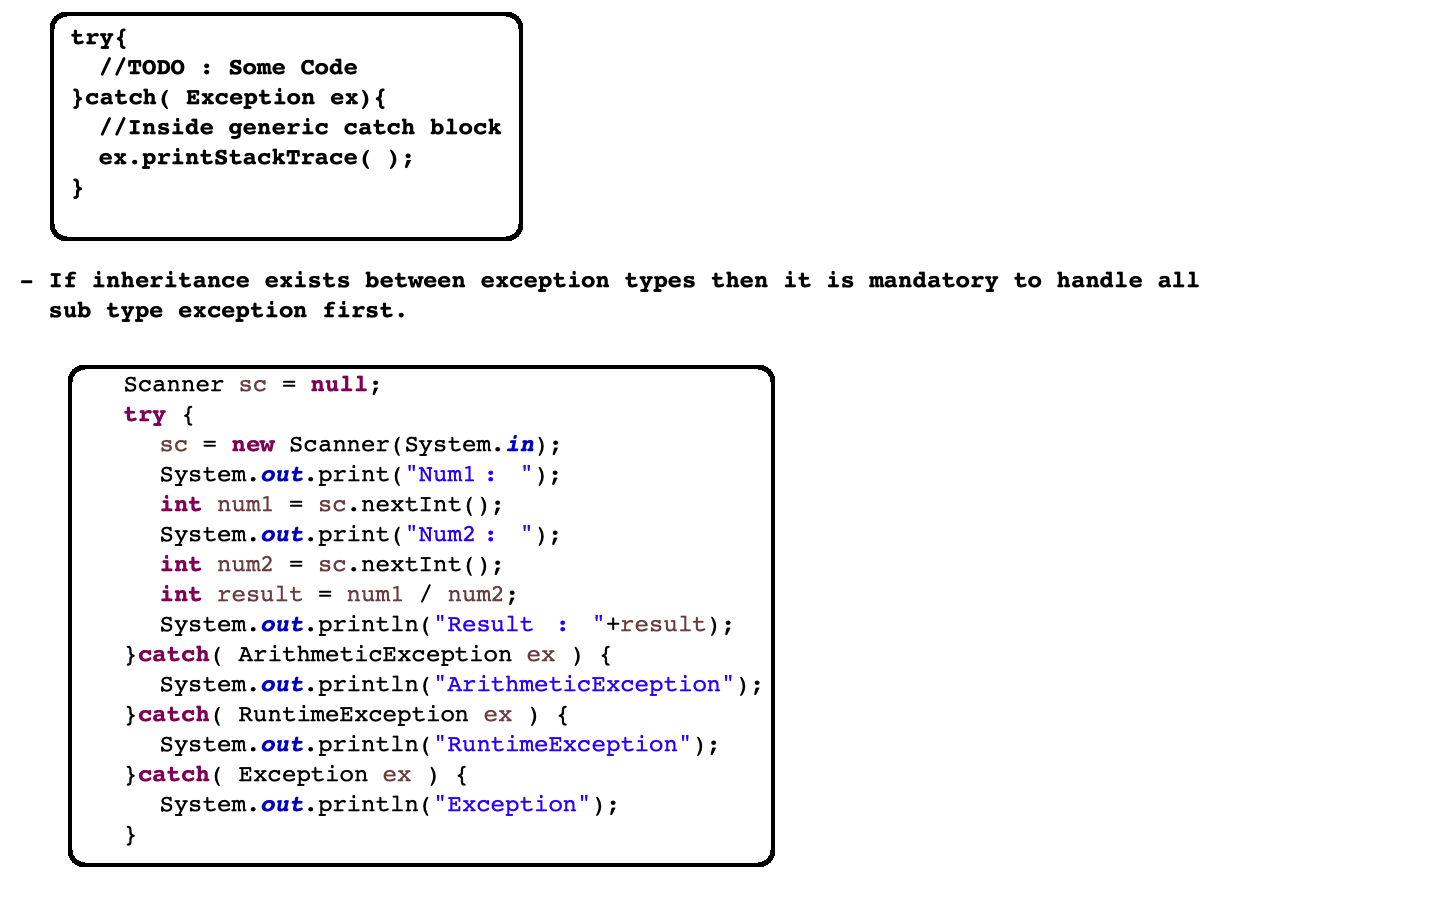 try{
//TODO : Some Code
}catch( Exception ex){
//Inside generic catch block
ex.printStackTrace( );
}
- If inheritance exists between exception types then it is mandatory to handle all
sub type exception first.
Scanner sc = null;
try {
sc = new Scanner(System.in);
System.out.print("Num1 :  ");
int num1 = sc.nextInt();
System.out.print("Num2 :  ");
int num2 = sc.nextInt();
int result = num1 / num2;
System.out.println("Result  :  "+result);
}catch( ArithmeticException ex ) {
System.out.println("ArithmeticException");
}catch( RuntimeException ex ) {
System.out.println("RuntimeException");
}catch( Exception ex ) {
System.out.println("Exception");
}